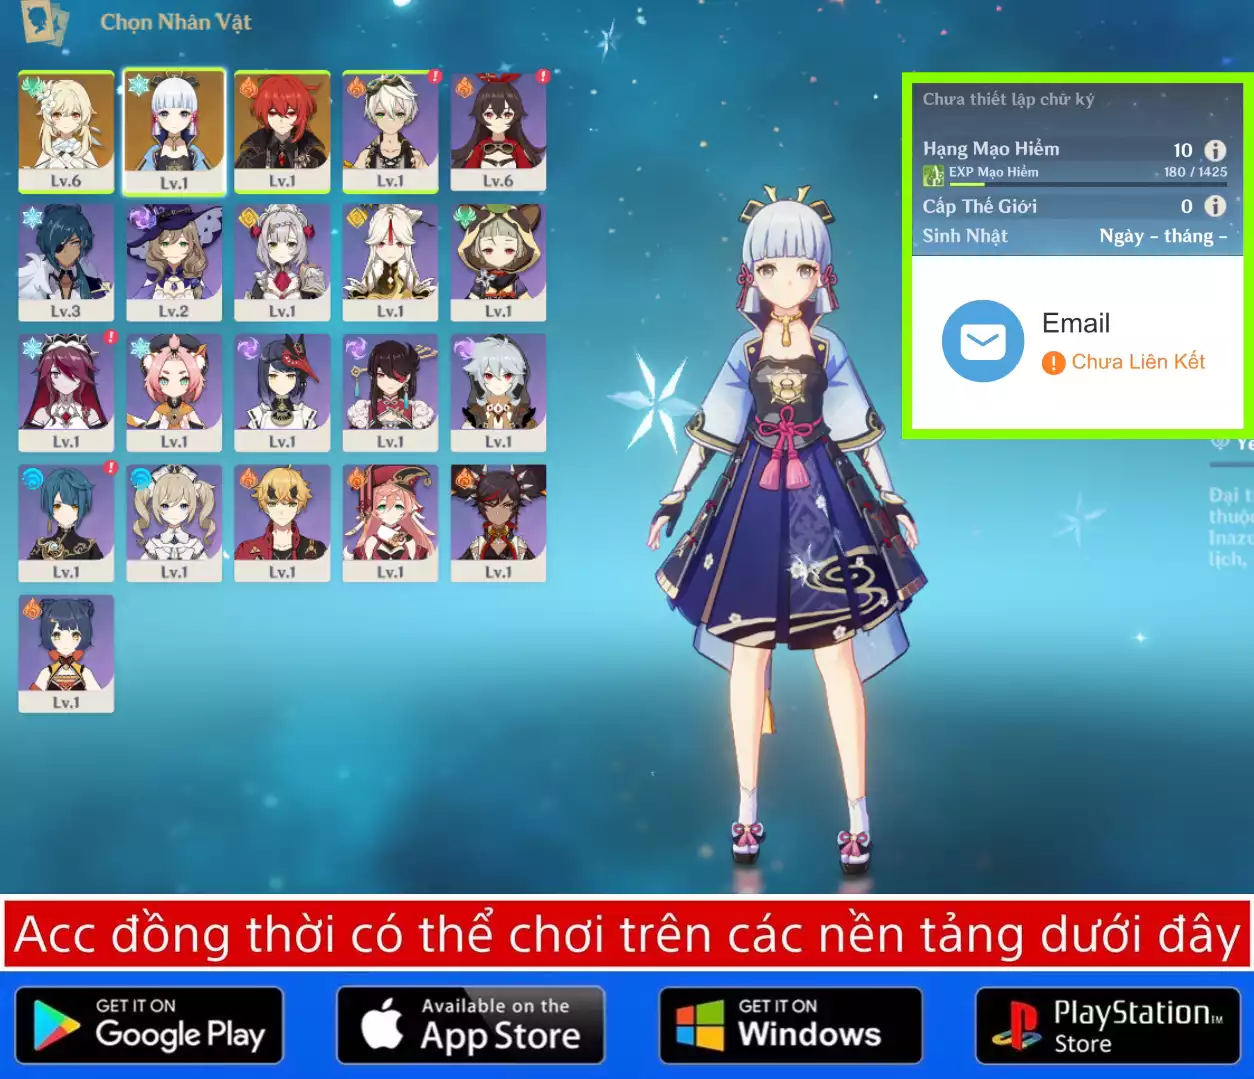 Chọn Nhân Vật
Lv.6
Lv.1
Lv.1
Lv.1
Lv.6
Lv.3
Lv.2
Lv.1
Lv.1
Lv.1
Lv.1
Lv.1
Lv.1
Lv.1
Lv.1
Lv.1
Lv.1
Lv.1
Lv.1
Lv.1
Lv.1
Chưa thiết lập chữ ký
Hạng Mạo Hiểm 10
EXP Mạo Hiểm 180 / 1425
Cấp Thế Giới 0
Sinh Nhật Ngày - tháng -
Email
Chưa Liên Kết
Đại
thuộ
Inazu
lịch,
Acc đồng thời có thể chơi trên các nền tảng dưới đây
GET IT ON
Google Play
Available on the
App Store
GET IT ON
Windows
PlayStation™
Store